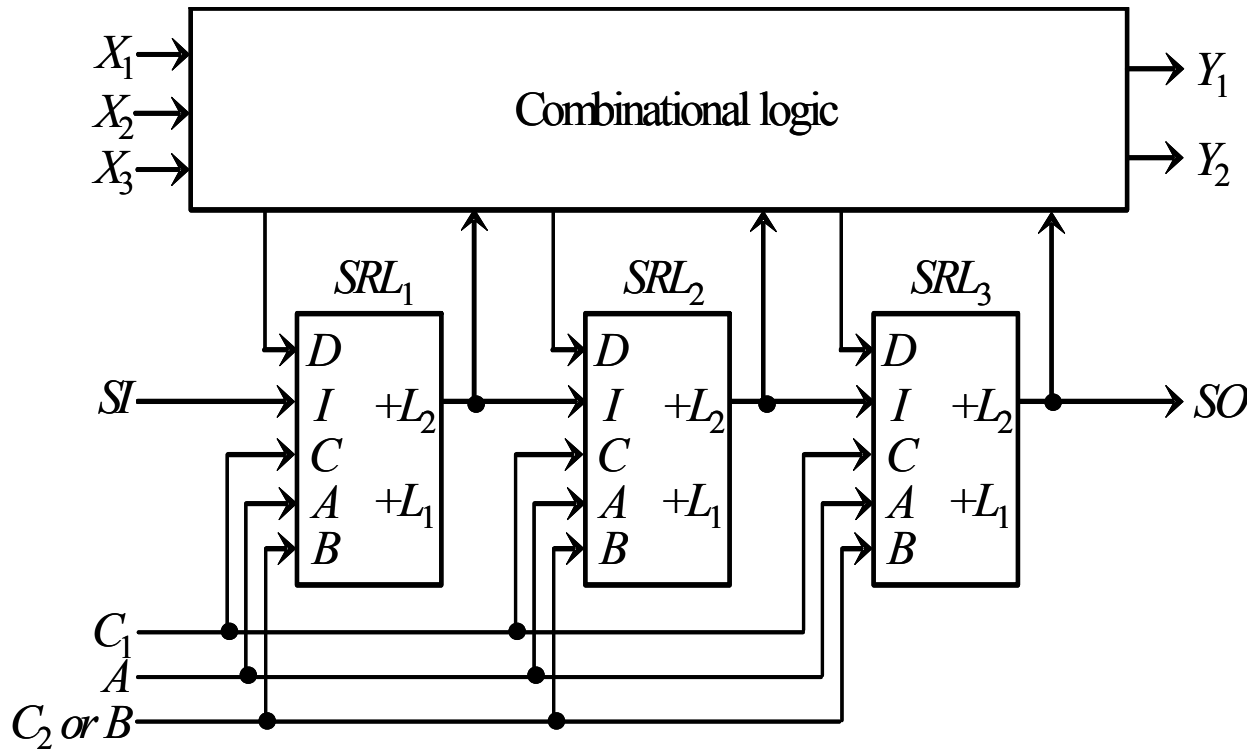 X₁
X₂
X₃
Combinational logic
Y₁
Y₂
SRL₁
SRL₂
SRL₃
SI
D
I
+L₂
C
A
+L₁
B
D
I
+L₂
C
A
+L₁
B
D
I
+L₂
C
A
+L₁
B
SO
C₁
A
C₂ or B